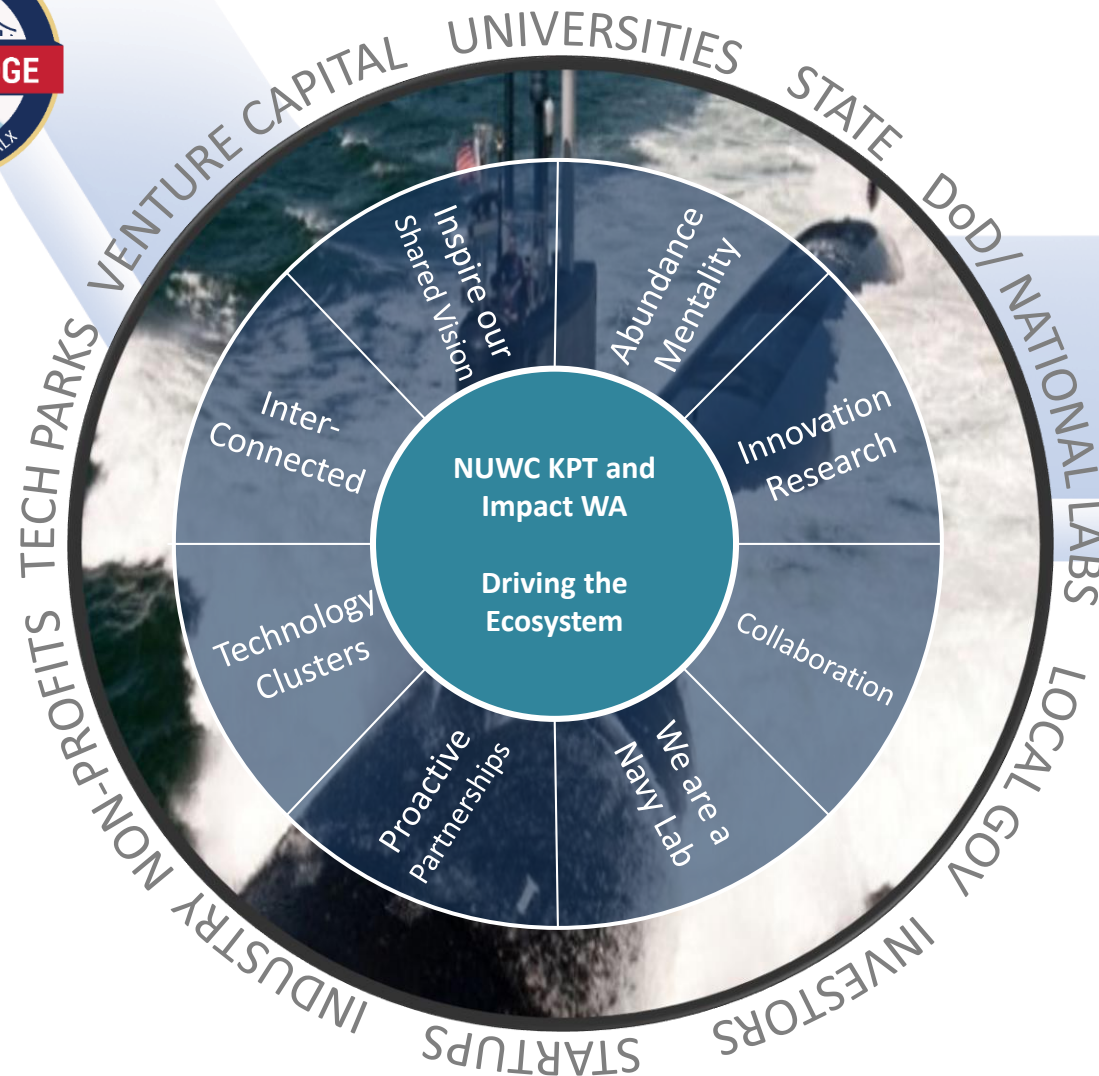 GE
LX
UNIVERSITIES
STATE
DoD/ NATIONAL LABS
LOCAL GOV
INVESTORS
STARTUPS
INDUSTRY
NON-PROFITS
TECH PARKS
VENTURE CAPITAL
Inspire our
Shared Vision
Abundance
Mentality
Innovation
Research
Collaboration
We are a
Navy Lab
Proactive
Partnerships
Technology
Clusters
Inter-
Connected
NUWC KPT and
Impact WA
Driving the
Ecosystem